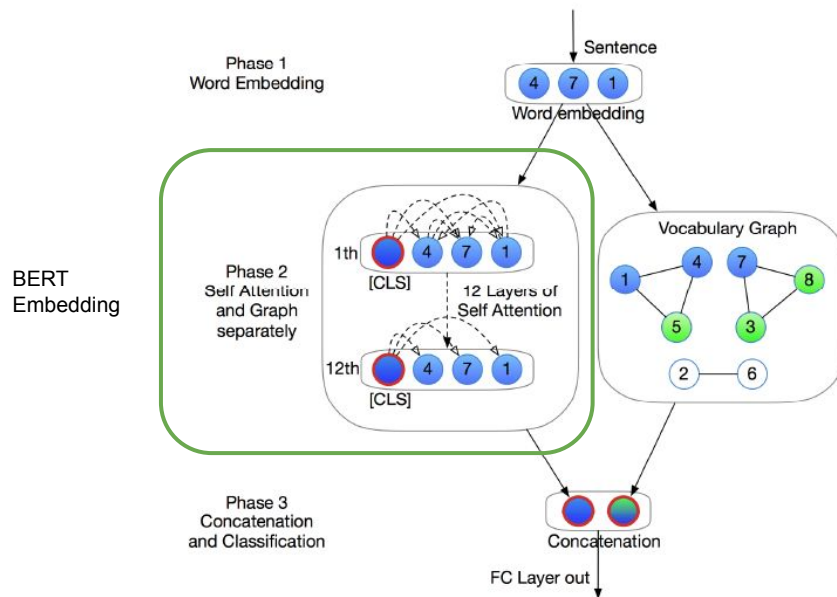 Phase 1
Word Embedding
Sentence
4 7 1
Word embedding
BERT
Embedding
Phase 2
Self Attention
and Graph
separately
1th
4 7 1
[CLS]
12 Layers of
Self Attention
12th
4 7 1
[CLS]
Vocabulary Graph
1 4 7 8
5 3
2 6
Phase 3
Concatenation
and Classification
Concatenation
FC Layer out